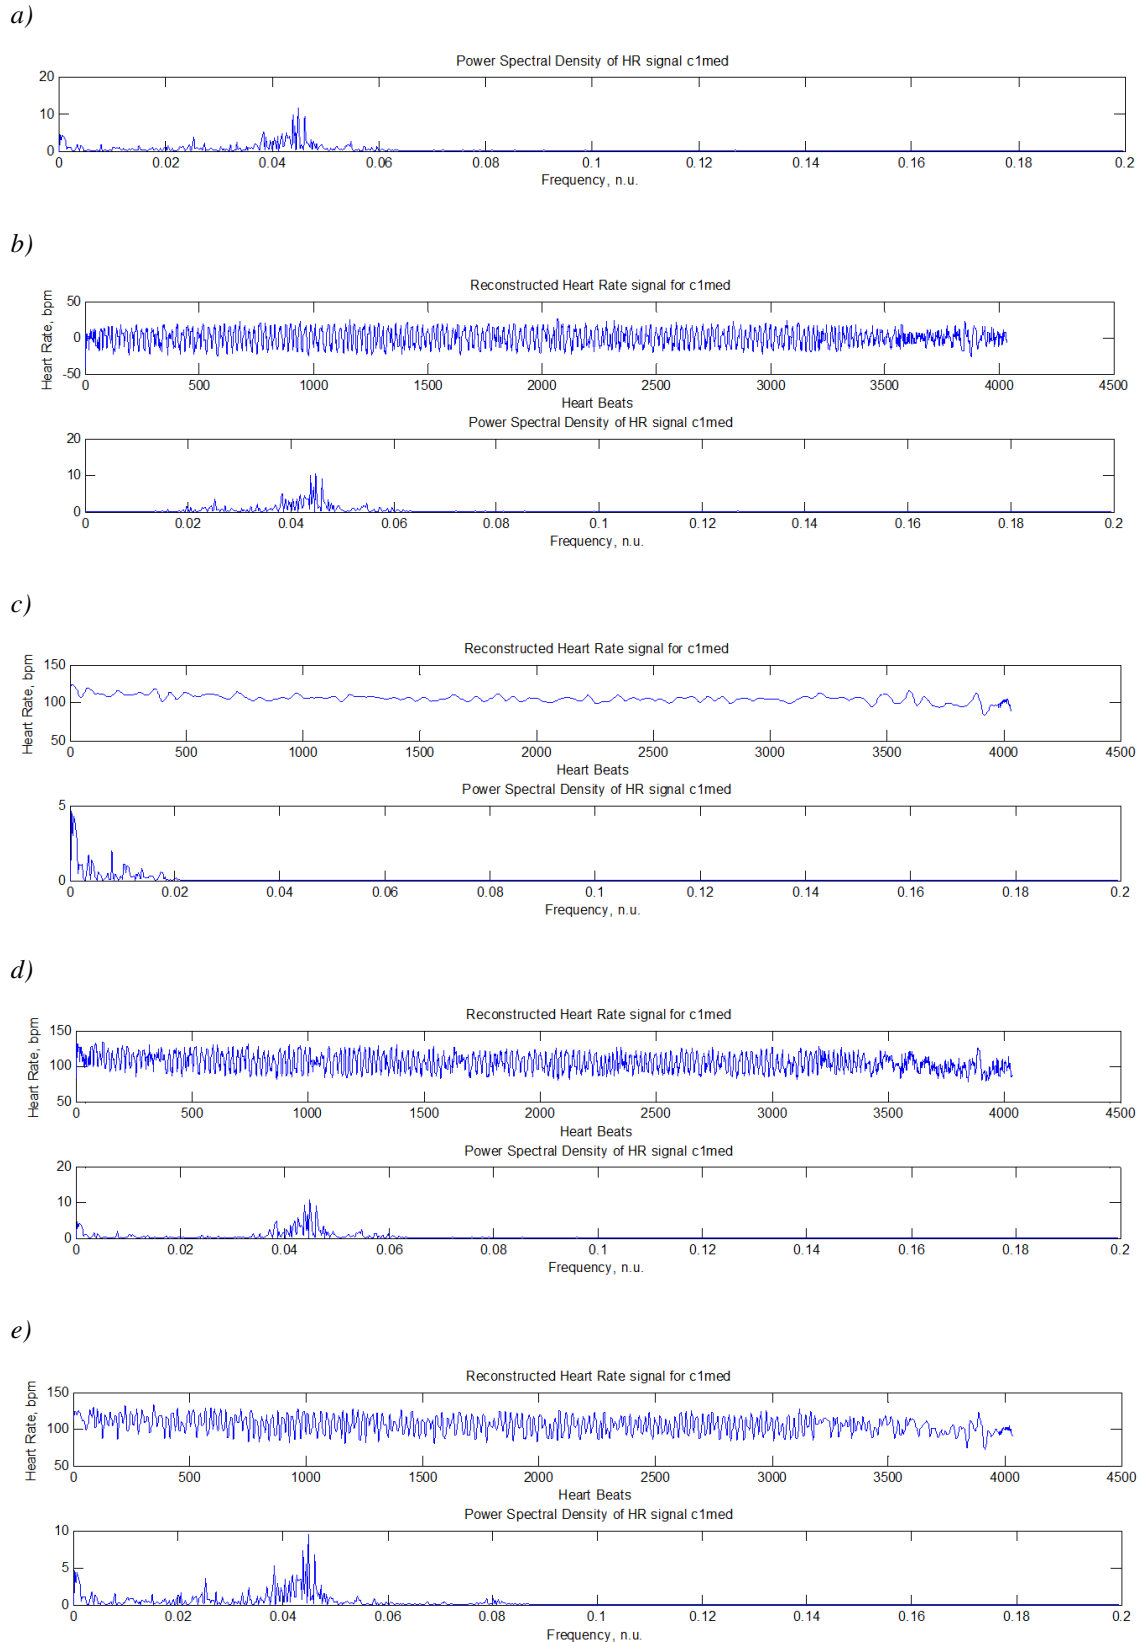 a)
Power Spectral Density of HR signal c1med
20
10
0
0 0.02 0.04 0.06 0.08 0.1 0.12 0.14 0.16 0.18 0.2
Frequency, n.u.
b)
Reconstructed Heart Rate signal for c1med
Heart Rate, bpm
50
0
-50
0 500 1000 1500 2000 2500 3000 3500 4000 4500
Heart Beats
Power Spectral Density of HR signal c1med
20
10
0
0 0.02 0.04 0.06 0.08 0.1 0.12 0.14 0.16 0.18 0.2
Frequency, n.u.
c)
Reconstructed Heart Rate signal for c1med
Heart Rate, bpm
150
100
50
0 500 1000 1500 2000 2500 3000 3500 4000 4500
Heart Beats
Power Spectral Density of HR signal c1med
5
0
0 0.02 0.04 0.06 0.08 0.1 0.12 0.14 0.16 0.18 0.2
Frequency, n.u.
d)
Reconstructed Heart Rate signal for c1med
Heart Rate, bpm
150
100
50
0 500 1000 1500 2000 2500 3000 3500 4000 4500
Heart Beats
Power Spectral Density of HR signal c1med
20
10
0
0 0.02 0.04 0.06 0.08 0.1 0.12 0.14 0.16 0.18 0.2
Frequency, n.u.
e)
Reconstructed Heart Rate signal for c1med
Heart Rate, bpm
150
100
50
0 500 1000 1500 2000 2500 3000 3500 4000 4500
Heart Beats
Power Spectral Density of HR signal c1med
10
5
0
0 0.02 0.04 0.06 0.08 0.1 0.12 0.14 0.16 0.18 0.2
Frequency, n.u.